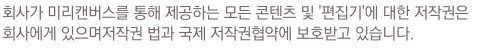 회사가 미리캔버스를 통해 제공하는 모든 콘텐츠 및 '편집기'에 대한 저작권은
회사에게 있으며저작권 법과 국제 저작권협약에 보호받고 있습니다.